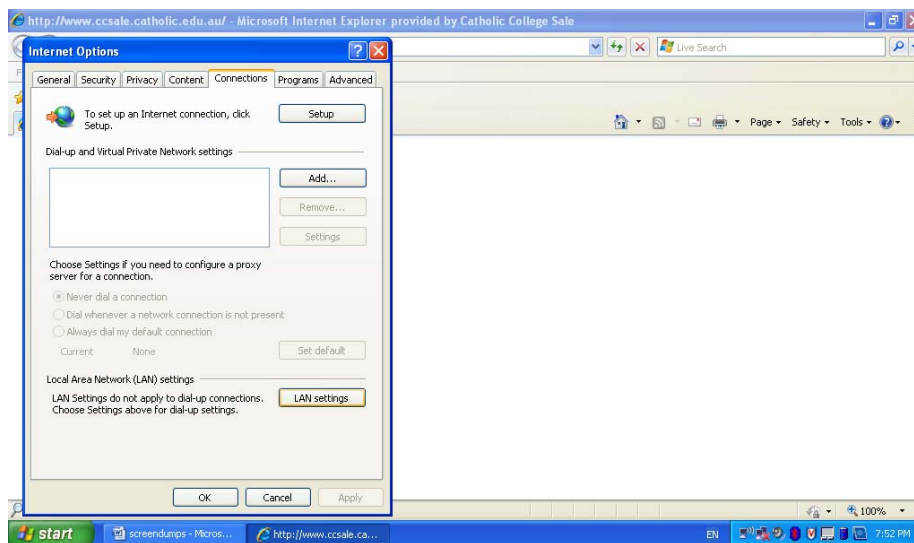 http://www.ccsale.catholic.edu.au/ - Microsoft Internet Explorer provided by Catholic College Sale
Live Search
Internet Options
General Security Privacy Content Connections Programs Advanced
To set up an Internet connection, click
Setup.
Setup
Page Safety Tools
Dial-up and Virtual Private Network settings
Add...
Remove...
Settings
Choose Settings if you need to configure a proxy
server for a connection.
Never dial a connection
Dial whenever a network connection is not present
Always dial my default connection
Current None
Set default
Local Area Network (LAN) settings
LAN Settings do not apply to dial-up connections.
Choose Settings above for dial-up settings.
LAN settings
OK Cancel Apply
100%
start
screendumps - Micros...
http://www.ccsale.ca...
EN
7:52 PM